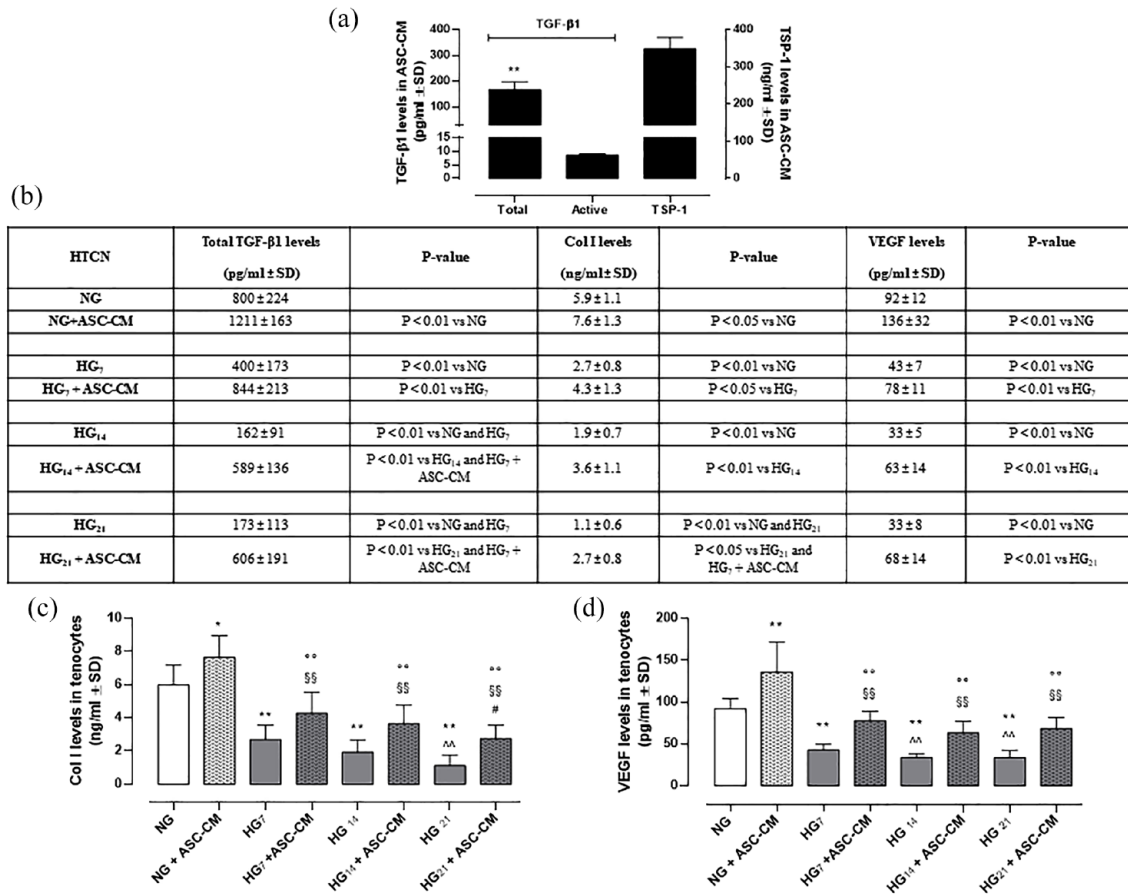 (a)
TGF-β1
TGF-β1 levels in ASC-CM
(pg/ml ±SD)
400
300
200
100
15
10
5
0
**
400
300
200
100
0
TSP-1 levels in ASC-CM
(ng/ml ±SD)
Total Active TSP-1
(b)
HTCN Total TGF-β1 levels (pg/ml ± SD) P-value Col I levels (ng/ml ± SD) P-value VEGF levels (pg/ml ± SD) P-value
NG 800 ± 224 5.9 ± 1.1 92 ± 12
NG+ASC-CM 1211 ± 163 P < 0.01 vs NG 7.6 ± 1.3 P < 0.05 vs NG 136 ± 32 P < 0.01 vs NG
HG₇ 400 ± 173 P < 0.01 vs NG 2.7 ± 0.8 P < 0.01 vs NG 43 ± 7 P < 0.01 vs NG
HG₇ + ASC-CM 844 ± 213 P < 0.01 vs HG₇ 4.3 ± 1.3 P < 0.05 vs HG₇ 78 ± 11 P < 0.01 vs HG₇
HG₁₄ 162 ± 91 P < 0.01 vs NG and HG₇ 1.9 ± 0.7 P < 0.01 vs NG 33 ± 5 P < 0.01 vs NG
HG₁₄ + ASC-CM 589 ± 136 P < 0.01 vs HG₁₄ and HG₇ + ASC-CM 3.6 ± 1.1 P < 0.01 vs HG₁₄ 63 ± 14 P < 0.01 vs HG₁₄
HG₂₁ 173 ± 113 P < 0.01 vs NG and HG₇ 1.1 ± 0.6 P < 0.01 vs NG and HG₂₁ 33 ± 8 P < 0.01 vs NG
HG₂₁ + ASC-CM 606 ± 191 P < 0.01 vs HG₂₁ and HG₇ + ASC-CM 2.7 ± 0.8 P < 0.05 vs HG₂₁ and HG₇ + ASC-CM 68 ± 14 P < 0.01 vs HG₂₁
(c)
Col I levels in tenocytes
(ng/ml ± SD)
10
8
6
4
2
0
*
**
°°
§§
**
°°
§§
**
^^
°°
§§
#
NG
NG + ASC-CM
HG₇
HG₇ +ASC-CM
HG ₁₄
HG₁₄ + ASC-CM
HG ₂₁
HG₂₁ + ASC-CM
(d)
VEGF levels in tenocytes
(pg/ml ± SD)
200
150
100
50
0
**
**
°°
§§
**
^^
°°
§§
**
^^
°°
§§
NG
NG + ASC-CM
HG₇
HG₇ + ASC-CM
HG ₁₄
HG₁₄ + ASC-CM
HG ₂₁
HG₂₁ + ASC-CM